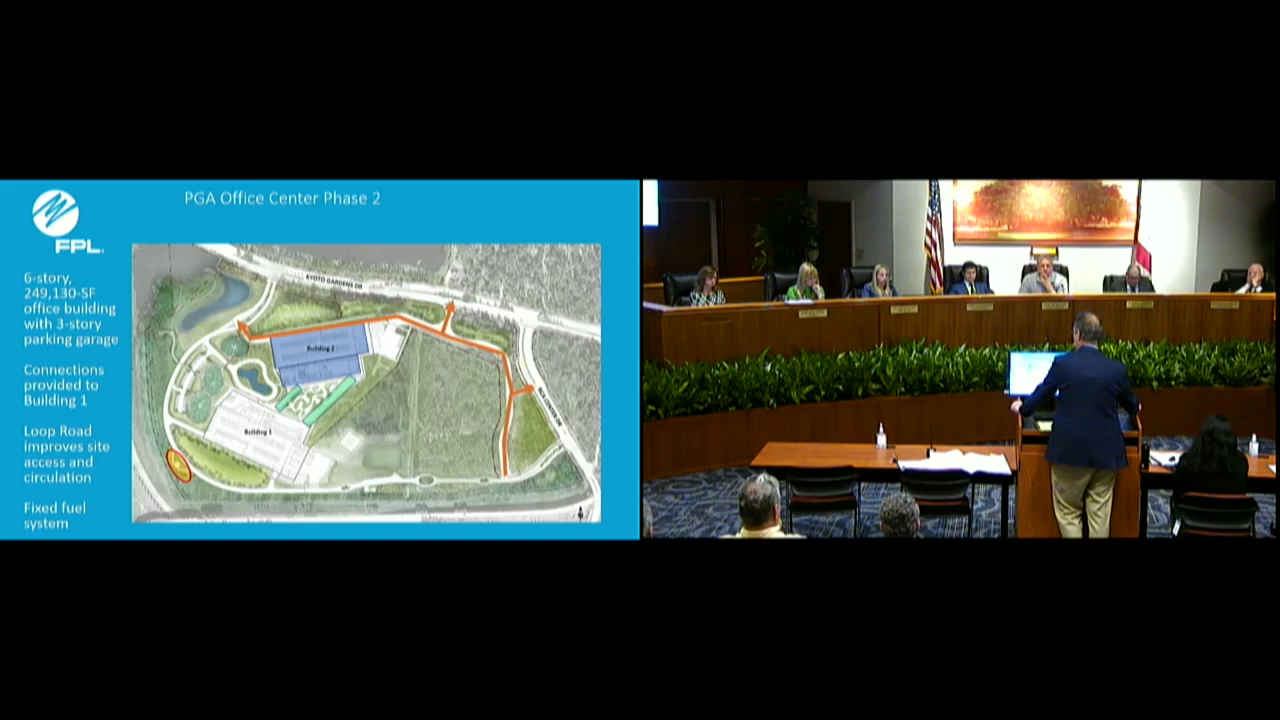 PGA Office Center Phase 2
FPL.
6-story,
249,130-SF
office building
with 3-story
parking garage
Connections
provided to
Building 1
Loop Road
improves site
access and
circulation
Fixed fuel
system
KYOTO GARDENS DR
Building 2
Building 1